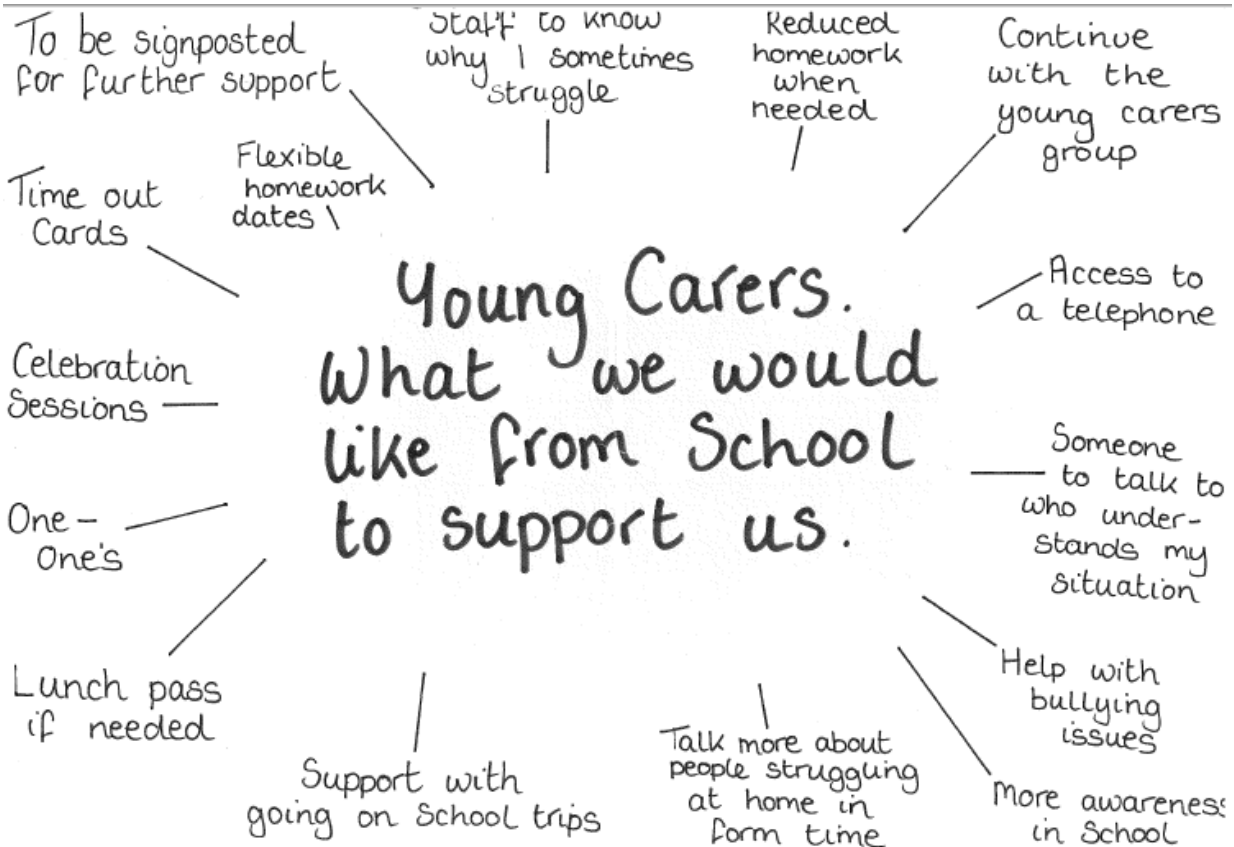 To be signposted
for further support
Staff to know
why I sometimes
struggle
Reduced
homework
when
needed
Continue
with the
young carers
group
Flexible
homework
dates
Time out
Cards
Access to
a telephone
Young Carers.
What we would
like from School
to support us.
Celebration
Sessions
Someone
to talk to
who under-
stands my
situation
One-
One's
Lunch pass
if needed
Help with
bullying
issues
Support with
going on School trips
Talk more about
people struggling
at home in
form time
More awareness
in School